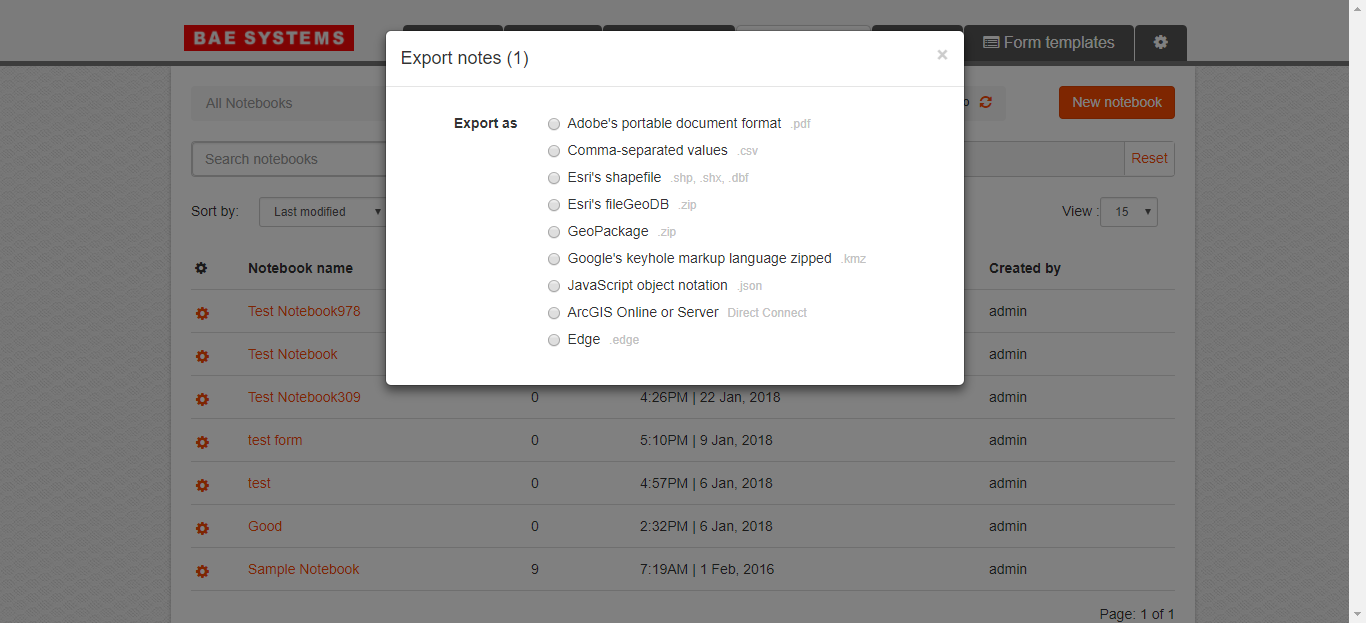 BAE SYSTEMS
Form templates
Export notes (1)
×
All Notebooks
New notebook
Export as
Adobe's portable document format .pdf
Comma-separated values .csv
Esri's shapefile .shp, .shx, .dbf
Esri's fileGeoDB .zip
GeoPackage .zip
Google's keyhole markup language zipped .kmz
JavaScript object notation .json
ArcGIS Online or Server Direct Connect
Edge .edge
Search notebooks
Reset
Sort by: Last modified
View : 15
Notebook name Created by
Test Notebook978 admin
Test Notebook admin
Test Notebook309 0 4:26PM | 22 Jan, 2018 admin
test form 0 5:10PM | 9 Jan, 2018 admin
test 0 4:57PM | 6 Jan, 2018 admin
Good 0 2:32PM | 6 Jan, 2018 admin
Sample Notebook 9 7:19AM | 1 Feb, 2016 admin
Page: 1 of 1